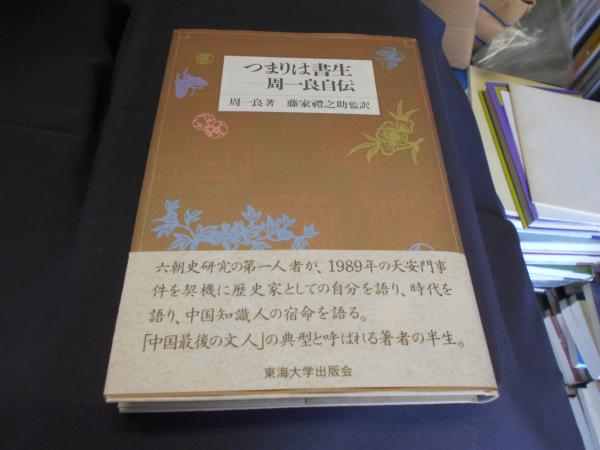 つまりは書生
──周一良自伝
周一良著 藤家禮之助監訳
六朝史研究の第一人者が、1989年の天安門事
件を契機に歴史家としての自分を語り、時代を
語り、中国知識人の宿命を語る。
「中国最後の文人」の典型と呼ばれる著者の半生。
東海大学出版会